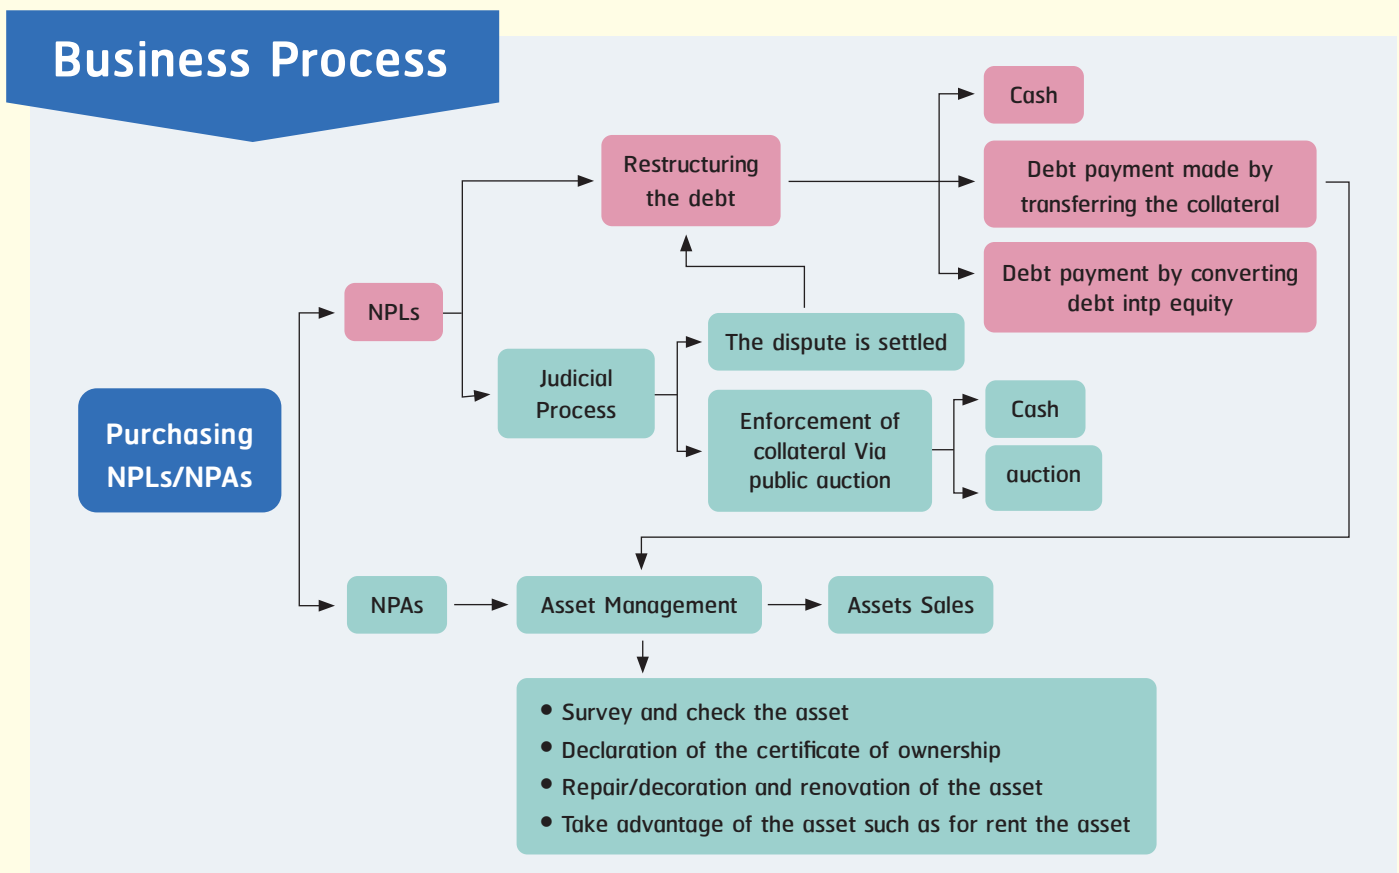 Business Process
Cash
Restructuring
the debt
Debt payment made by
transferring the collateral
Debt payment by converting
debt intp equity
NPLs
The dispute is settled
Judicial
Process
Enforcement of
collateral Via
public auction
Cash
auction
Purchasing
NPLs/NPAs
NPAs
Asset Management
Assets Sales
• Survey and check the asset
• Declaration of the certificate of ownership
• Repair/decoration and renovation of the asset
• Take advantage of the asset such as for rent the asset